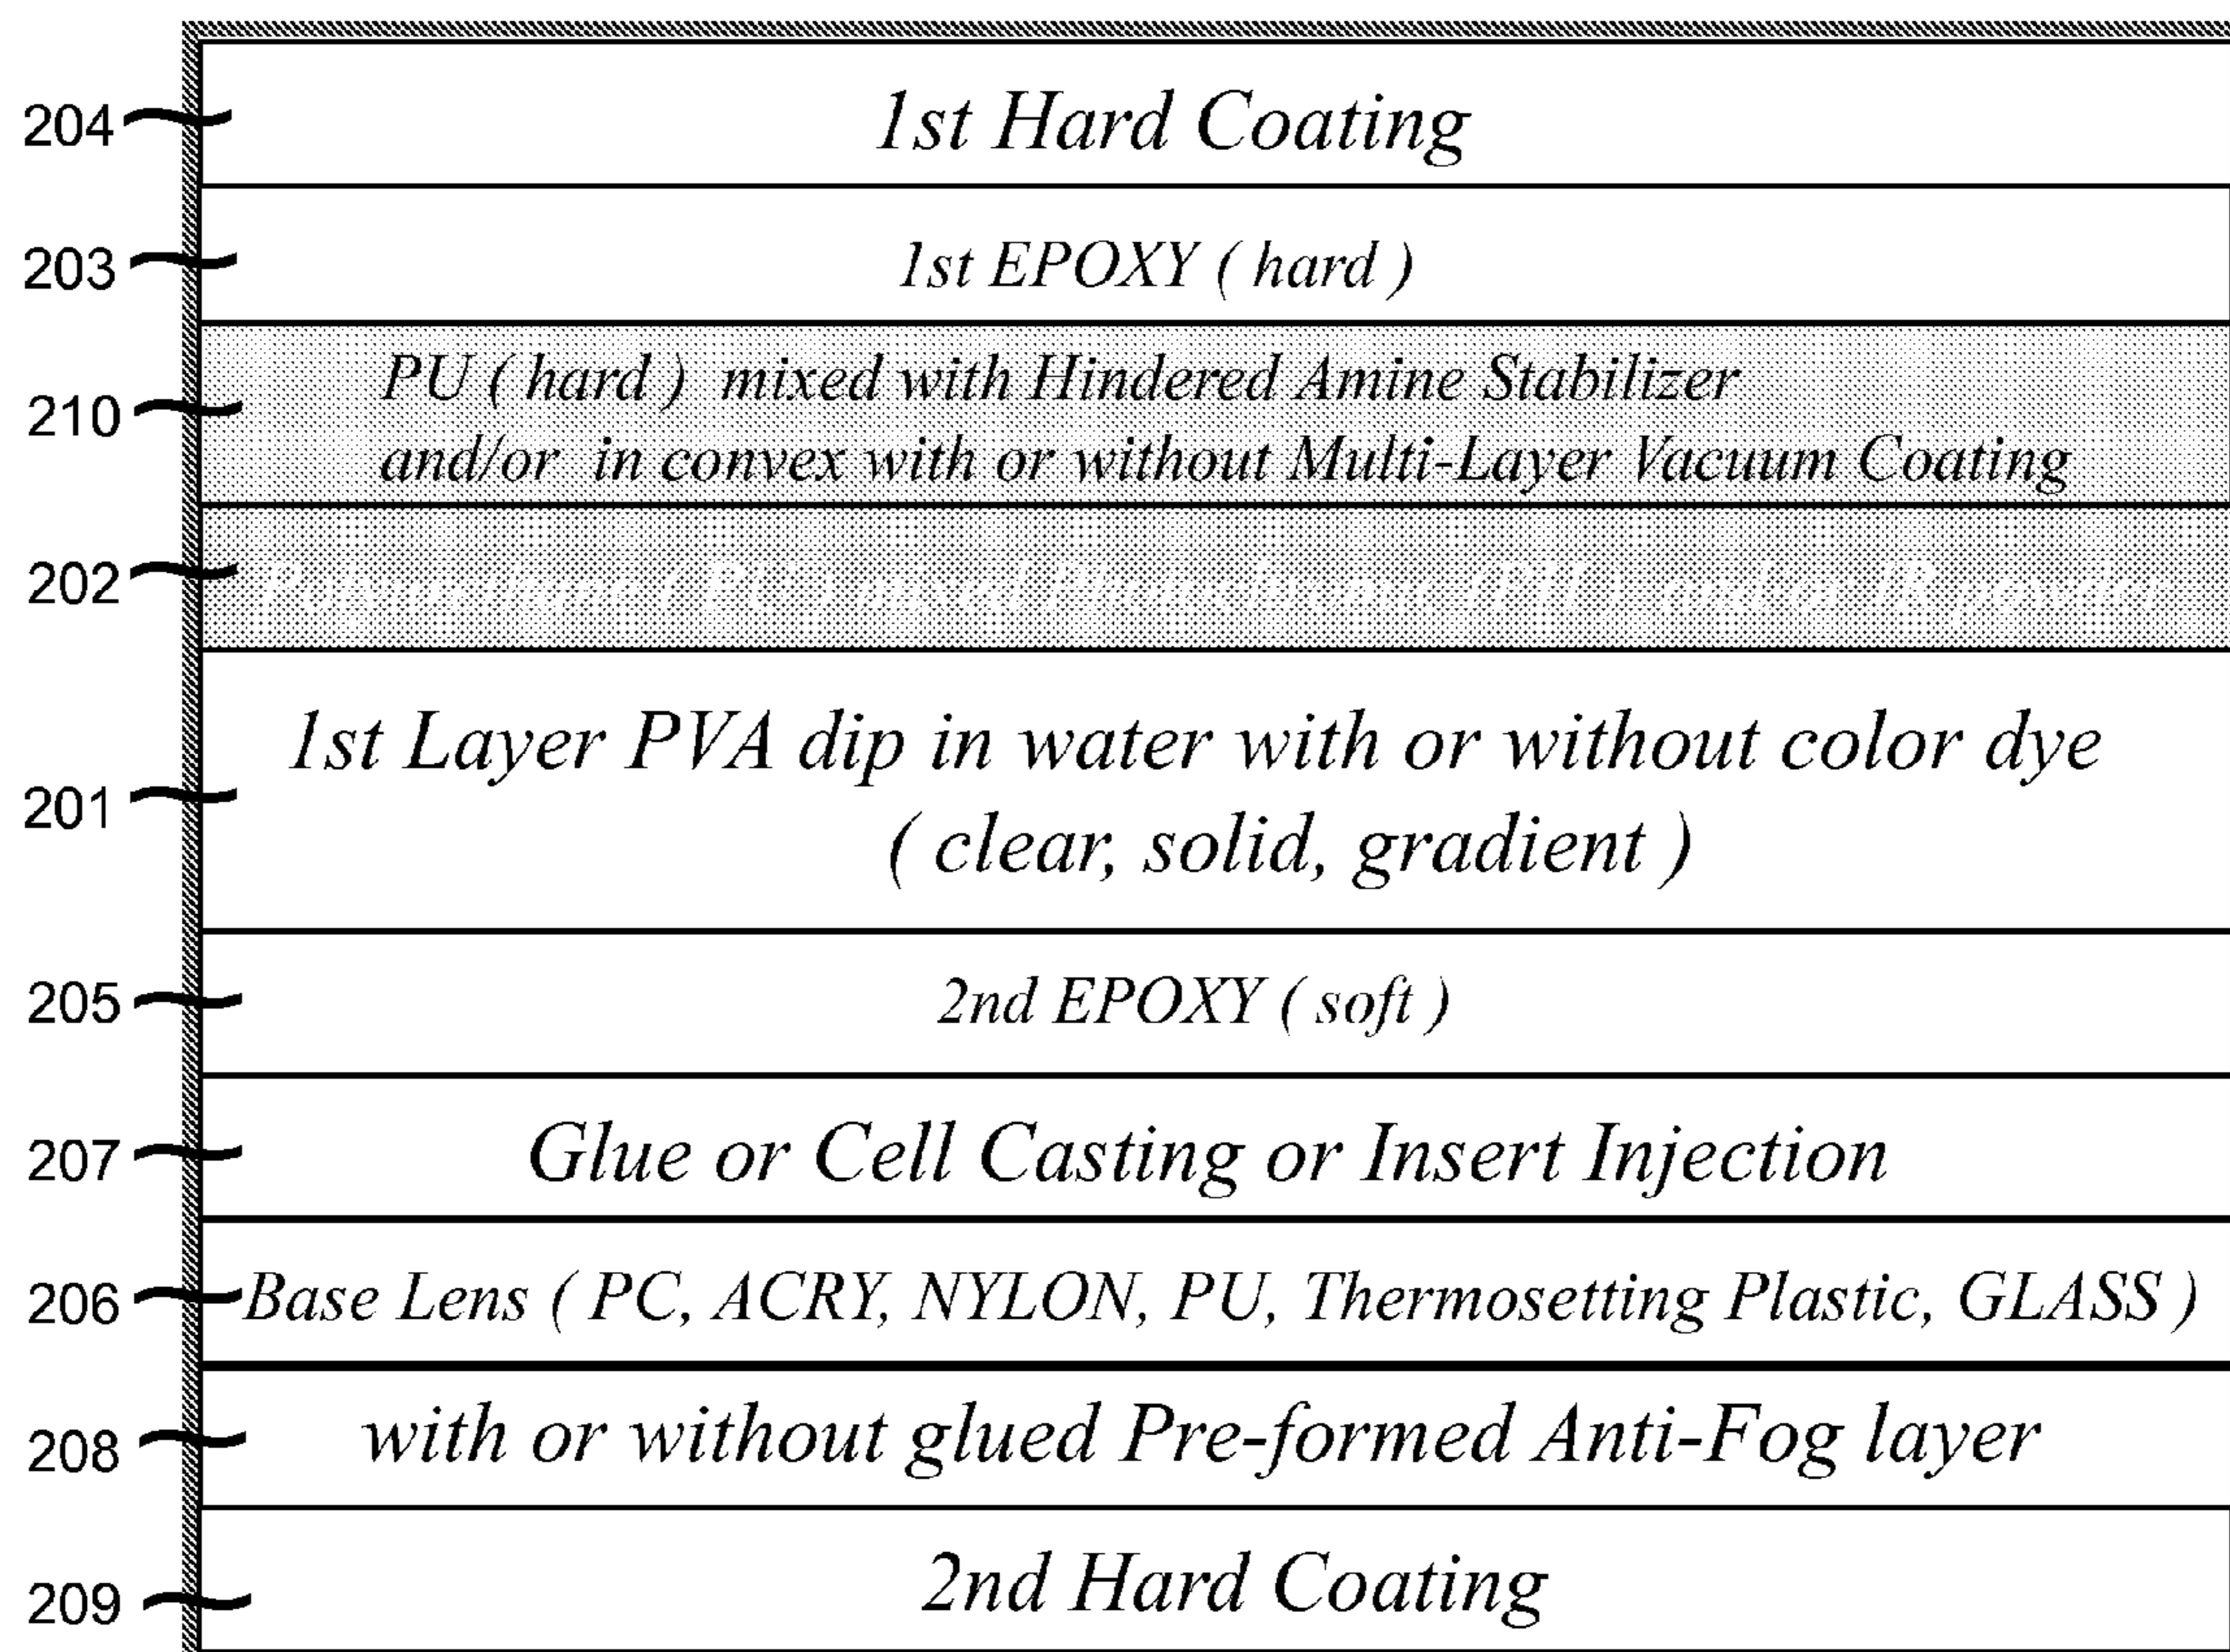 204
1st Hard Coating
203
1st EPOXY ( hard )
210
PU ( hard ) mixed with Hindered Amine Stabilizer
and/or in convex with or without Multi-Layer Vacuum Coating
202
201
1st Layer PVA dip in water with or without color dye
( clear, solid, gradient )
205
2nd EPOXY ( soft )
207
Glue or Cell Casting or Insert Injection
206
Base Lens ( PC, ACRY, NYLON, PU, Thermosetting Plastic, GLASS )
208
with or without glued Pre-formed Anti-Fog layer
209
2nd Hard Coating